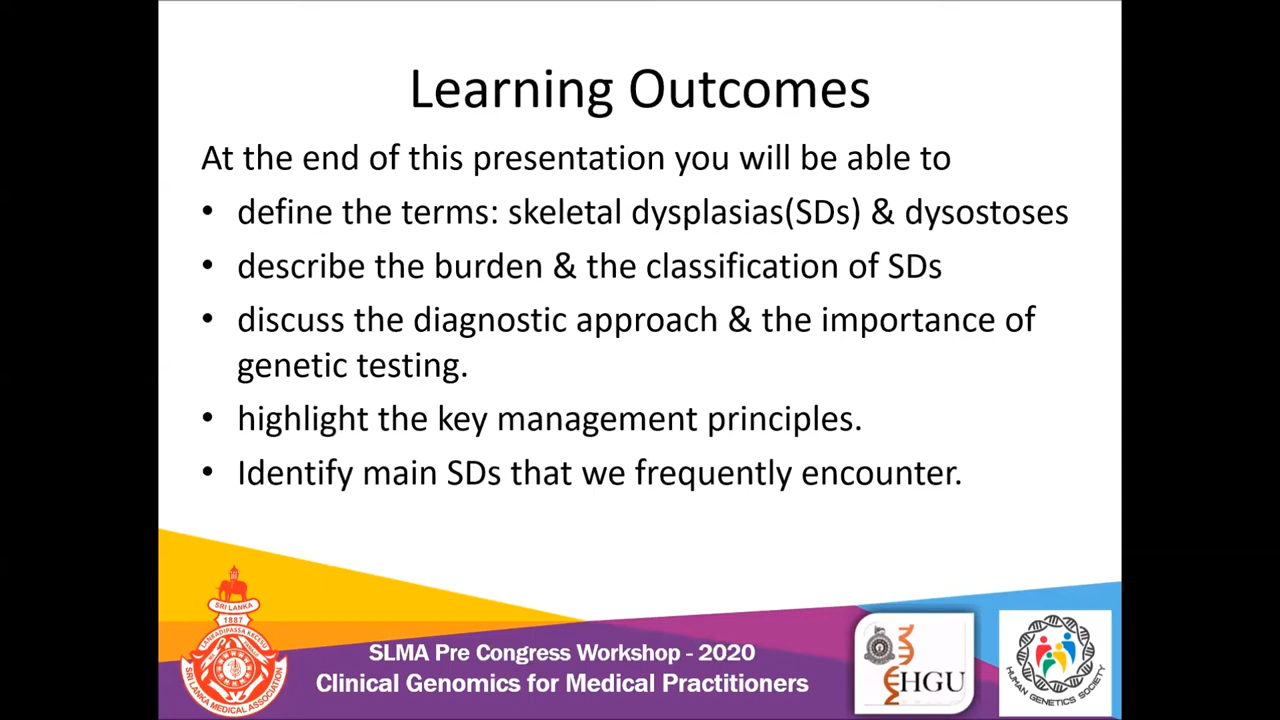 Learning Outcomes
At the end of this presentation you will be able to
• define the terms: skeletal dysplasias(SDs) & dysostoses
• describe the burden & the classification of SDs
• discuss the diagnostic approach & the importance of
genetic testing.
• highlight the key management principles.
• Identify main SDs that we frequently encounter.
SRI LANKA
1887
SRI LANKA MEDICAL ASSOCIATION
SLMA Pre Congress Workshop - 2020
Clinical Genomics for Medical Practitioners
HGU
HUMAN GENETICS SOCIETY